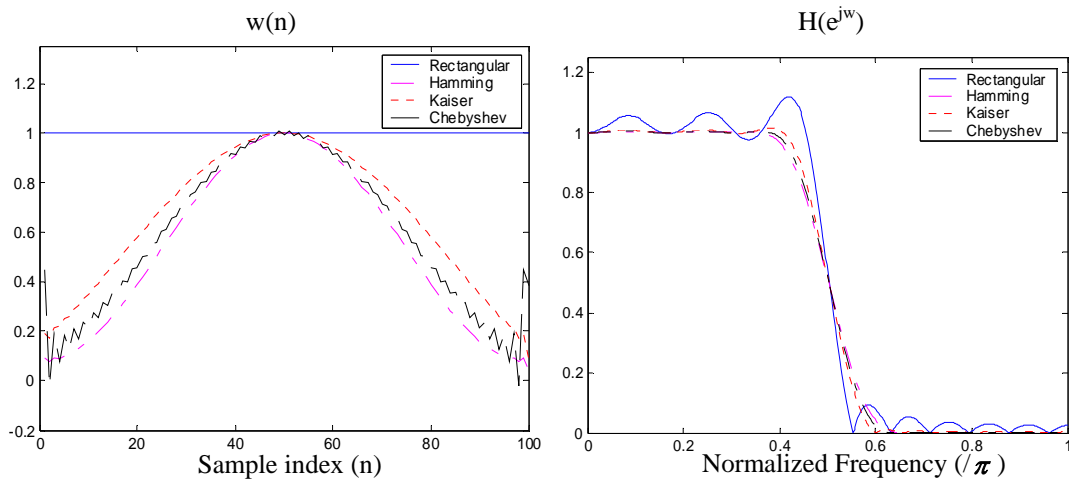 w(n)
1.2
1
0.8
0.6
0.4
0.2
0
-0.2
0
20
40
60
80
100
Rectangular
Hamming
Kaiser
Chebyshev
Sample index (n)
H(e^jw)
1.2
1
0.8
0.6
0.4
0.2
0
0
0.2
0.4
0.6
0.8
1
Rectangular
Hamming
Kaiser
Chebyshev
Normalized Frequency (/π)